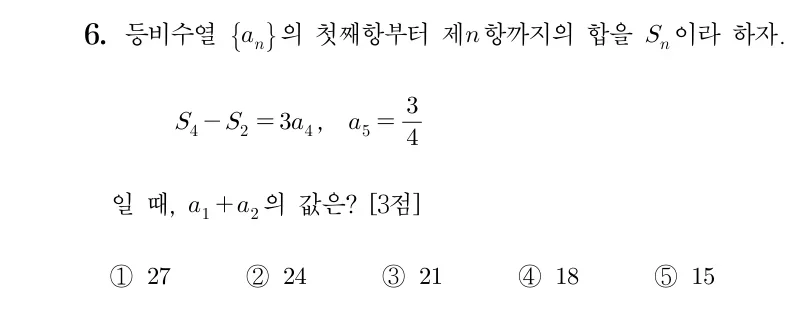 6. 등비수열 {aₙ}의 첫째항부터 제n항까지의 합을 Sₙ이라 하자.
S₄ − S₂ = 3a₄, a₅ = 3/4
일 때, a₁ + a₂의 값은? [3점]
① 27 ② 24 ③ 21 ④ 18 ⑤ 15